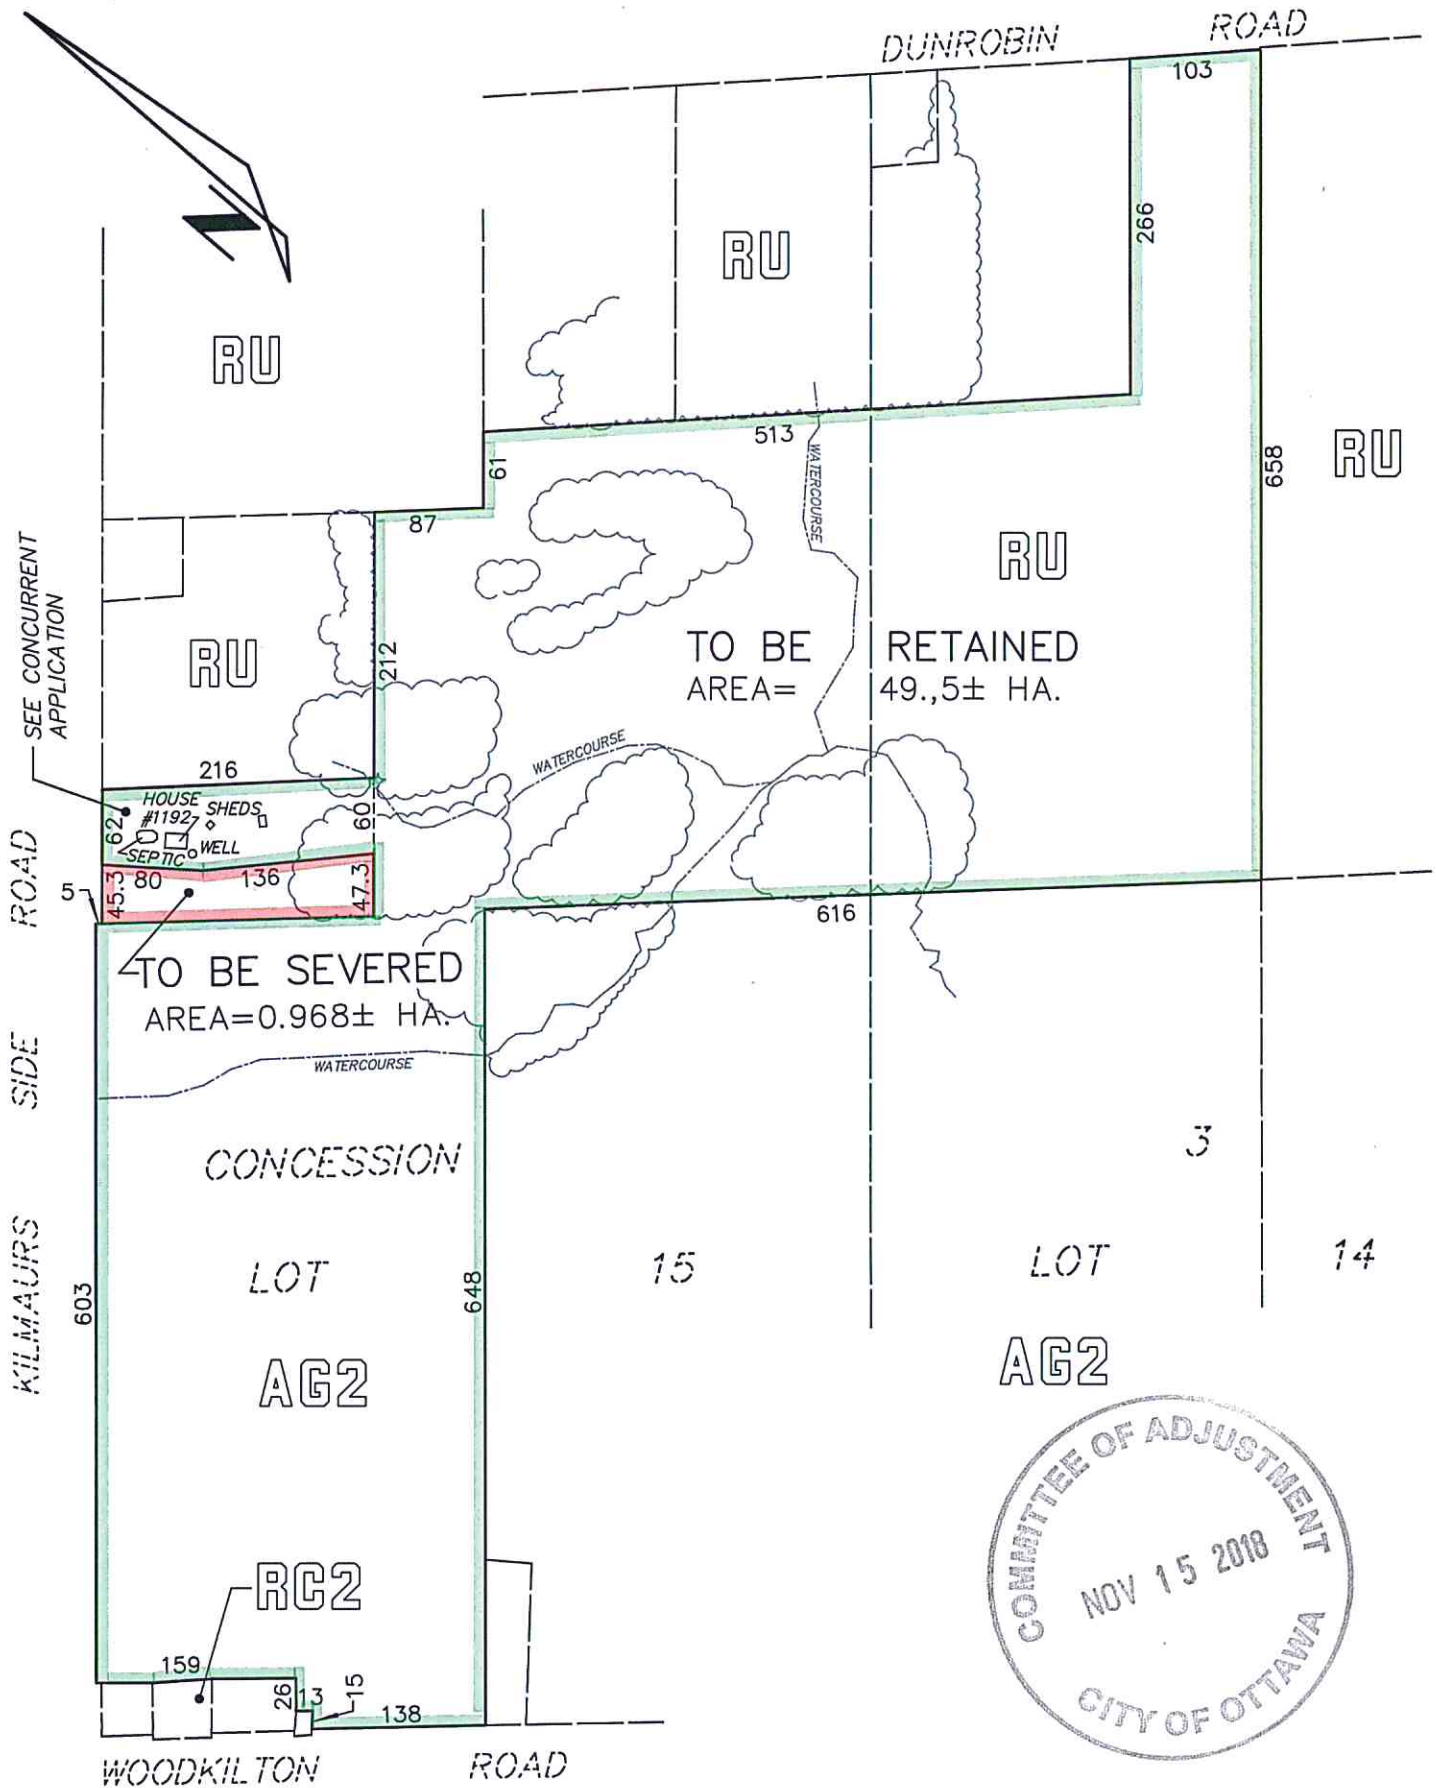 DUNROBIN ROAD
103
266
RU
RU
513
61
87
658
RU
RU
WATERCOURSE
SEE CONCURRENT
APPLICATION
RU
212
TO BE RETAINED
AREA= 49.,5± HA.
216
WATERCOURSE
HOUSE
#1192
SHEDS
62
60
SEPTIC
WELL
5
45.3
80
136
47.3
616
TO BE SEVERED
AREA=0.968± HA.
WATERCOURSE
KILMAURS SIDE ROAD
CONCESSION
3
LOT
15
LOT
14
603
648
AG2
AG2
RC2
159
26
13
15
138
WOODKILTON ROAD
COMMITTEE OF ADJUSTMENT
NOV 15 2018
CITY OF OTTAWA